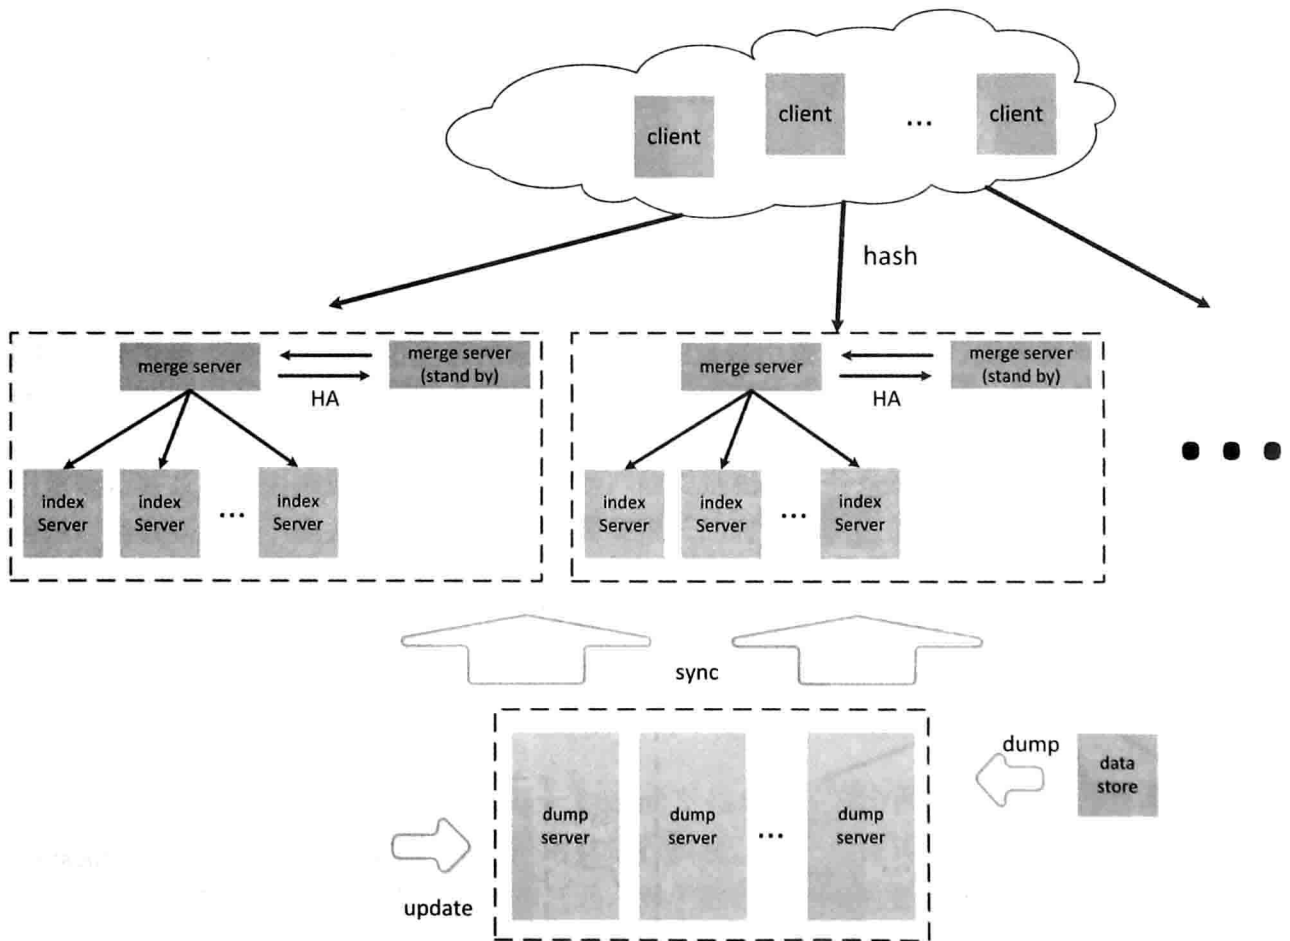 client
client
...
client
hash
merge server
HA
merge server
(stand by)
index
Server
index
Server
...
index
Server
merge server
HA
merge server
(stand by)
index
Server
index
Server
...
index
Server
sync
dump
data
store
dump
server
dump
server
...
dump
server
update